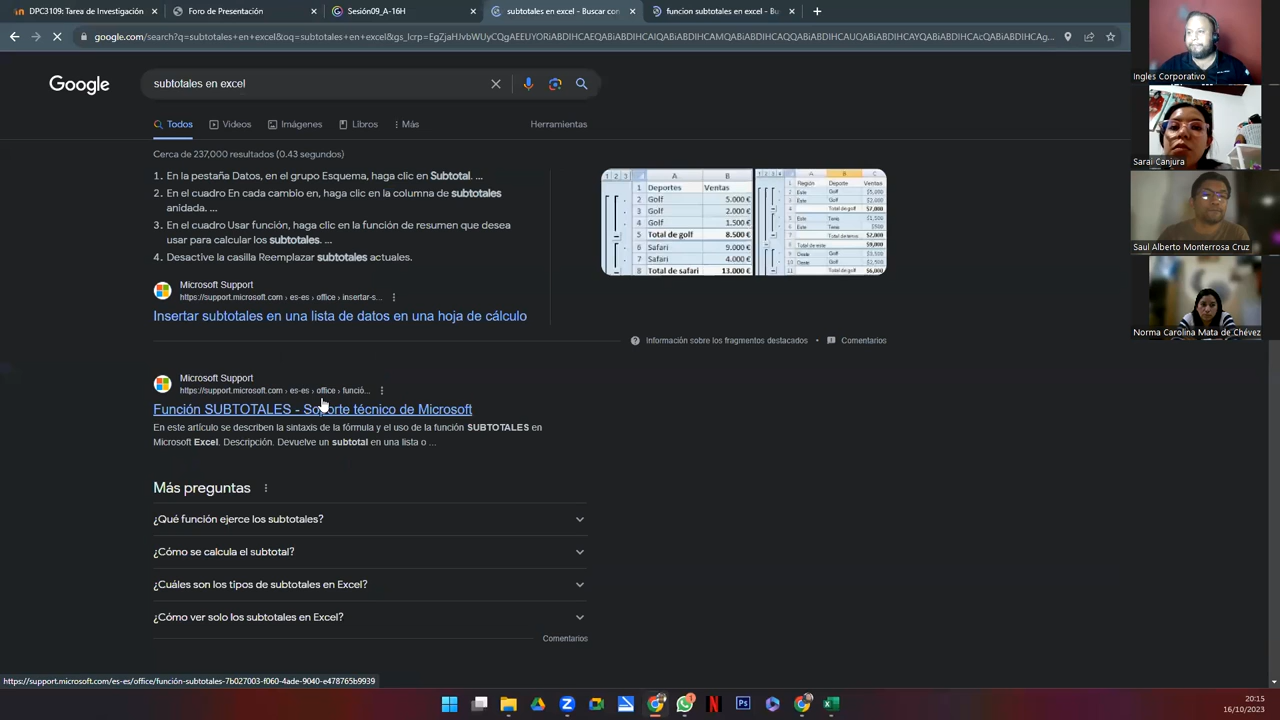 DPC3109: Tarea de Investigación
Foro de Presentación
Sesión09_A-16H
subtotales en excel - Buscar con
funcion subtotales en excel - Bu
google.com/search?q=subtotales+en+excel&oq=subtotales+en+excel&gs_lcrp=
Google
subtotales en excel
Todos
Videos
Imágenes
Libros
Más
Herramientas
Cerca de 237,000 resultados (0.43 segundos)
1. En la pestaña Datos, en el grupo Esquema, haga clic en
2. En el cuadro En cada cambio en, haga clic en la columna de subtotales
3. En el cuadro Usar función, haga clic en la función de resumen que desea
usar para calcular los subtotales. ...
Microsoft Support
https://support.microsoft.com › es-es › office › insertar-s...
Insertar subtotales en una lista de datos en una hoja de cálculo
A B
1 Deportes Ventas
2 Golf 5.000 €
3 Golf 2.000 €
4 Golf 1.500 €
5 Total de golf 8.500 €
6 Safari 9.000 €
7 Safari 4.000 €
8 Total de safari 13.000 €
A B C
Región Deporte Ventas
Información sobre los fragmentos destacados
•
Comentarios
Microsoft Support
https://support.microsoft.com › es-es › office › funció...
Función SUBTOTALES - Soporte técnico de Microsoft
En este artículo se describen la sintaxis de la fórmula y el uso de la función SUBTOTALES en
Microsoft Excel. Descripción. Devuelve un subtotal en una lista o ...
Más preguntas
¿Qué función ejerce los subtotales?
¿Cómo se calcula el subtotal?
¿Cuáles son los tipos de subtotales en Excel?
¿Cómo ver solo los subtotales en Excel?
Comentarios
https://support.microsoft.com/es-es/office/función-subtotales-7b027003-f060-4ade-9040-e478765b9939
Ingles Corporativo
Sarai Canjura
Saul Alberto Monterrosa Cruz
Norma Carolina Mata de Chévez
1
20:15
16/10/2023